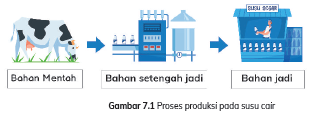 SUSU SEGAR
Bahan Mentah
Bahan setengah jadi
Bahan jadi
Gambar 7.1 Proses produksi pada susu cair